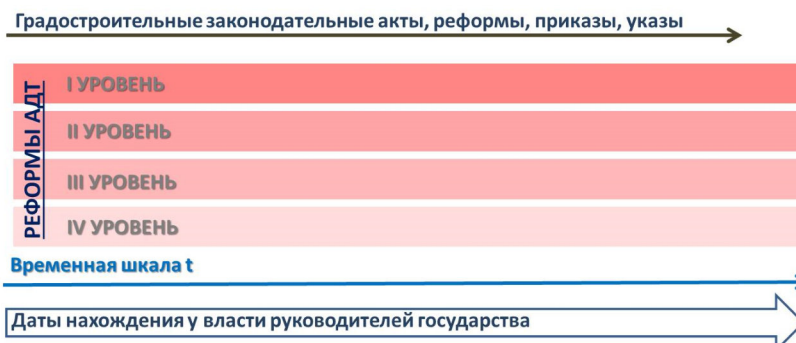 Градостроительные законодательные акты, реформы, приказы, указы
РЕФОРМЫ АДТ
I УРОВЕНЬ
II УРОВЕНЬ
III УРОВЕНЬ
IV УРОВЕНЬ
Временная шкала t
Даты нахождения у власти руководителей государства